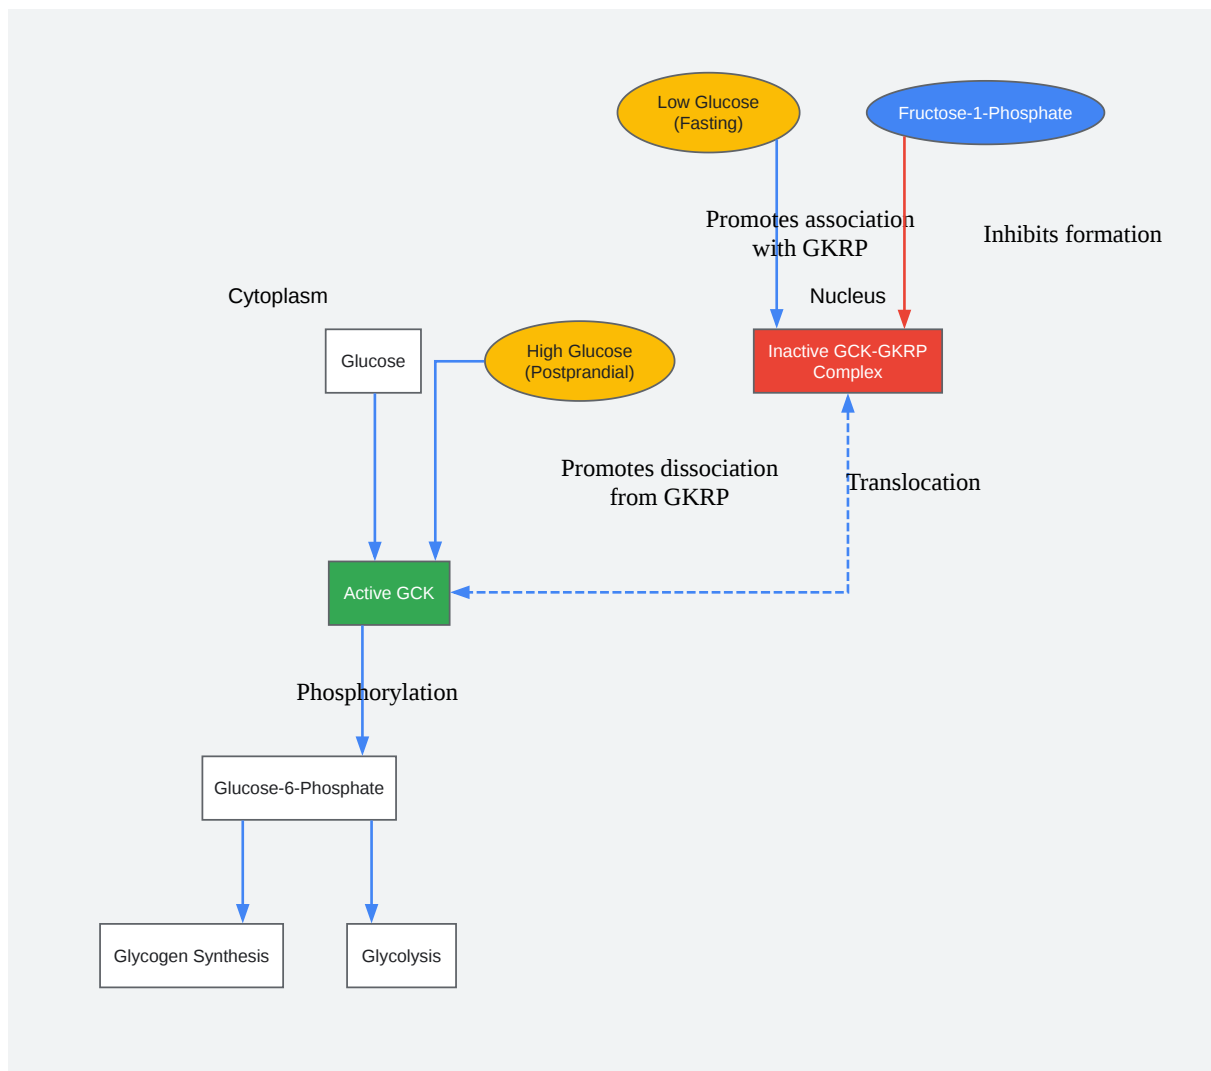 Low Glucose
(Fasting)
Fructose-1-Phosphate
Promotes association
with GKRP
Inhibits formation
Cytoplasm
Nucleus
Glucose
High Glucose
(Postprandial)
Inactive GCK-GKRP
Complex
Promotes dissociation
from GKRP
Translocation
Active GCK
Phosphorylation
Glucose-6-Phosphate
Glycogen Synthesis
Glycolysis